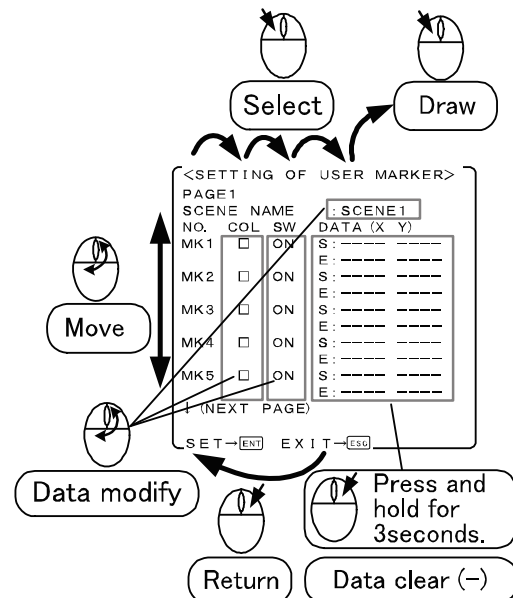 Select
Draw
<SETTING OF USER MARKER>
PAGE1
SCENE NAME :SCENE1
NO. COL SW DATA (X Y)
MK1 □ ON S:---- ----
E:---- ----
MK2 □ ON S:---- ----
E:---- ----
MK3 □ ON S:---- ----
E:---- ----
MK4 □ ON S:---- ----
E:---- ----
MK5 □ ON S:---- ----
E:---- ----
↓(NEXT PAGE)
SET→ENT EXIT→ESC
Move
Data modify
Return
Press and
hold for
3seconds.
Data clear (−)